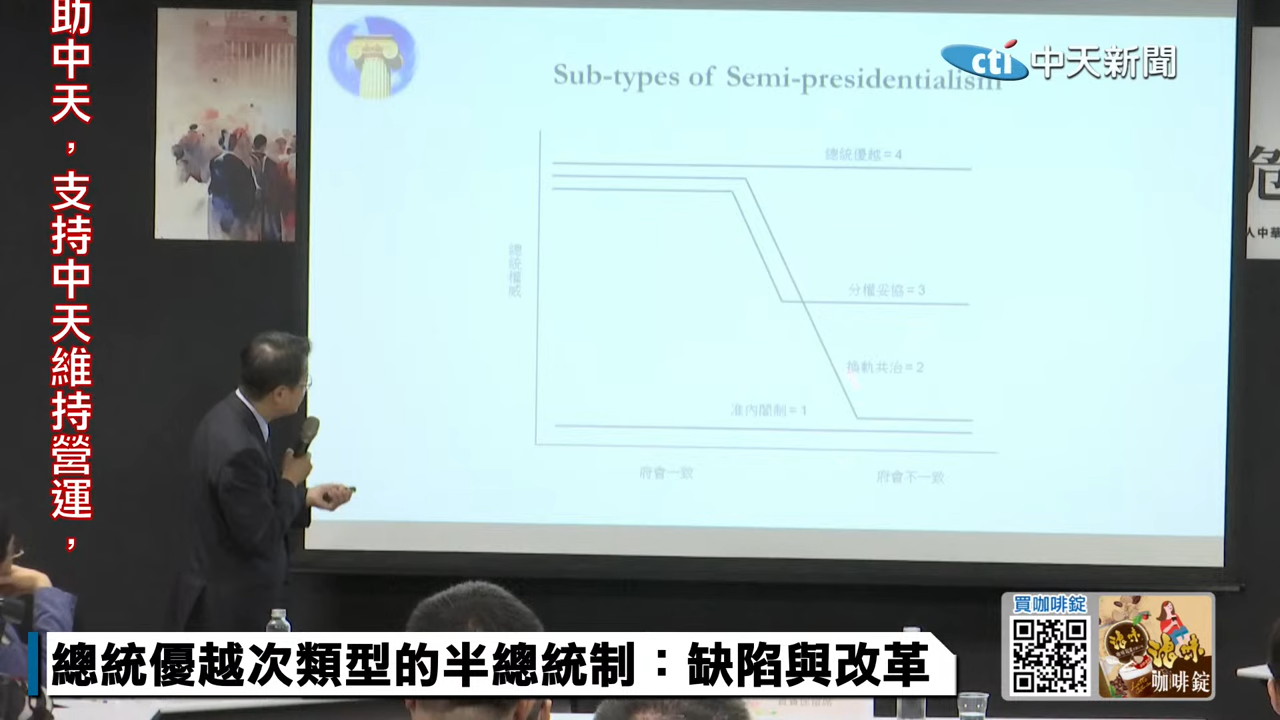 助中天，支持中天維持營運，
cti 中天新聞
Sub-types of Semi-presidentialism
總統優越=4
總統權威
分權妥協=3
換軌共治=2
准內閣制=1
府會一致
府會不一致
危
人中華
買咖啡錠
咖啡錠
總統優越次類型的半總統制：缺陷與改革